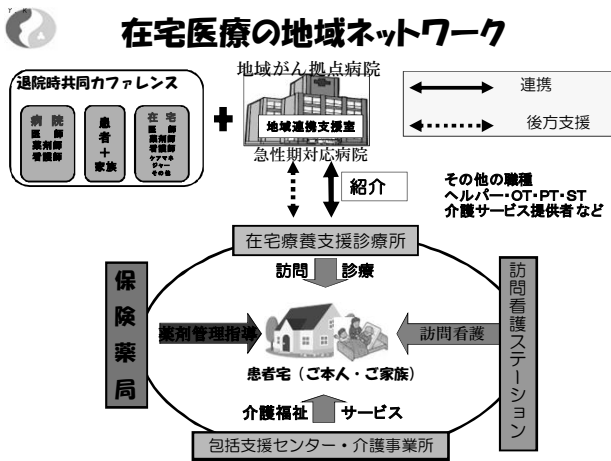 Y K
在宅医療の地域ネットワーク
退院時共同カファレンス
病 院
医 師
薬剤師
看護師
患
者
＋
家族
在 宅
医 師
薬剤師
看護師
ケアマネ
ジャー
その他
地域がん拠点病院
地域連携支援室
急性期対応病院
連携
後方支援
紹介
その他の職種
ヘルパー・OT・PT・ST
介護サービス提供者など
在宅療養支援診療所
訪問 診療
保険薬局
薬剤管理指導
訪問看護
訪問看護ステーション
患者宅（ご本人・ご家族）
介護福祉 サービス
包括支援センター・介護事業所